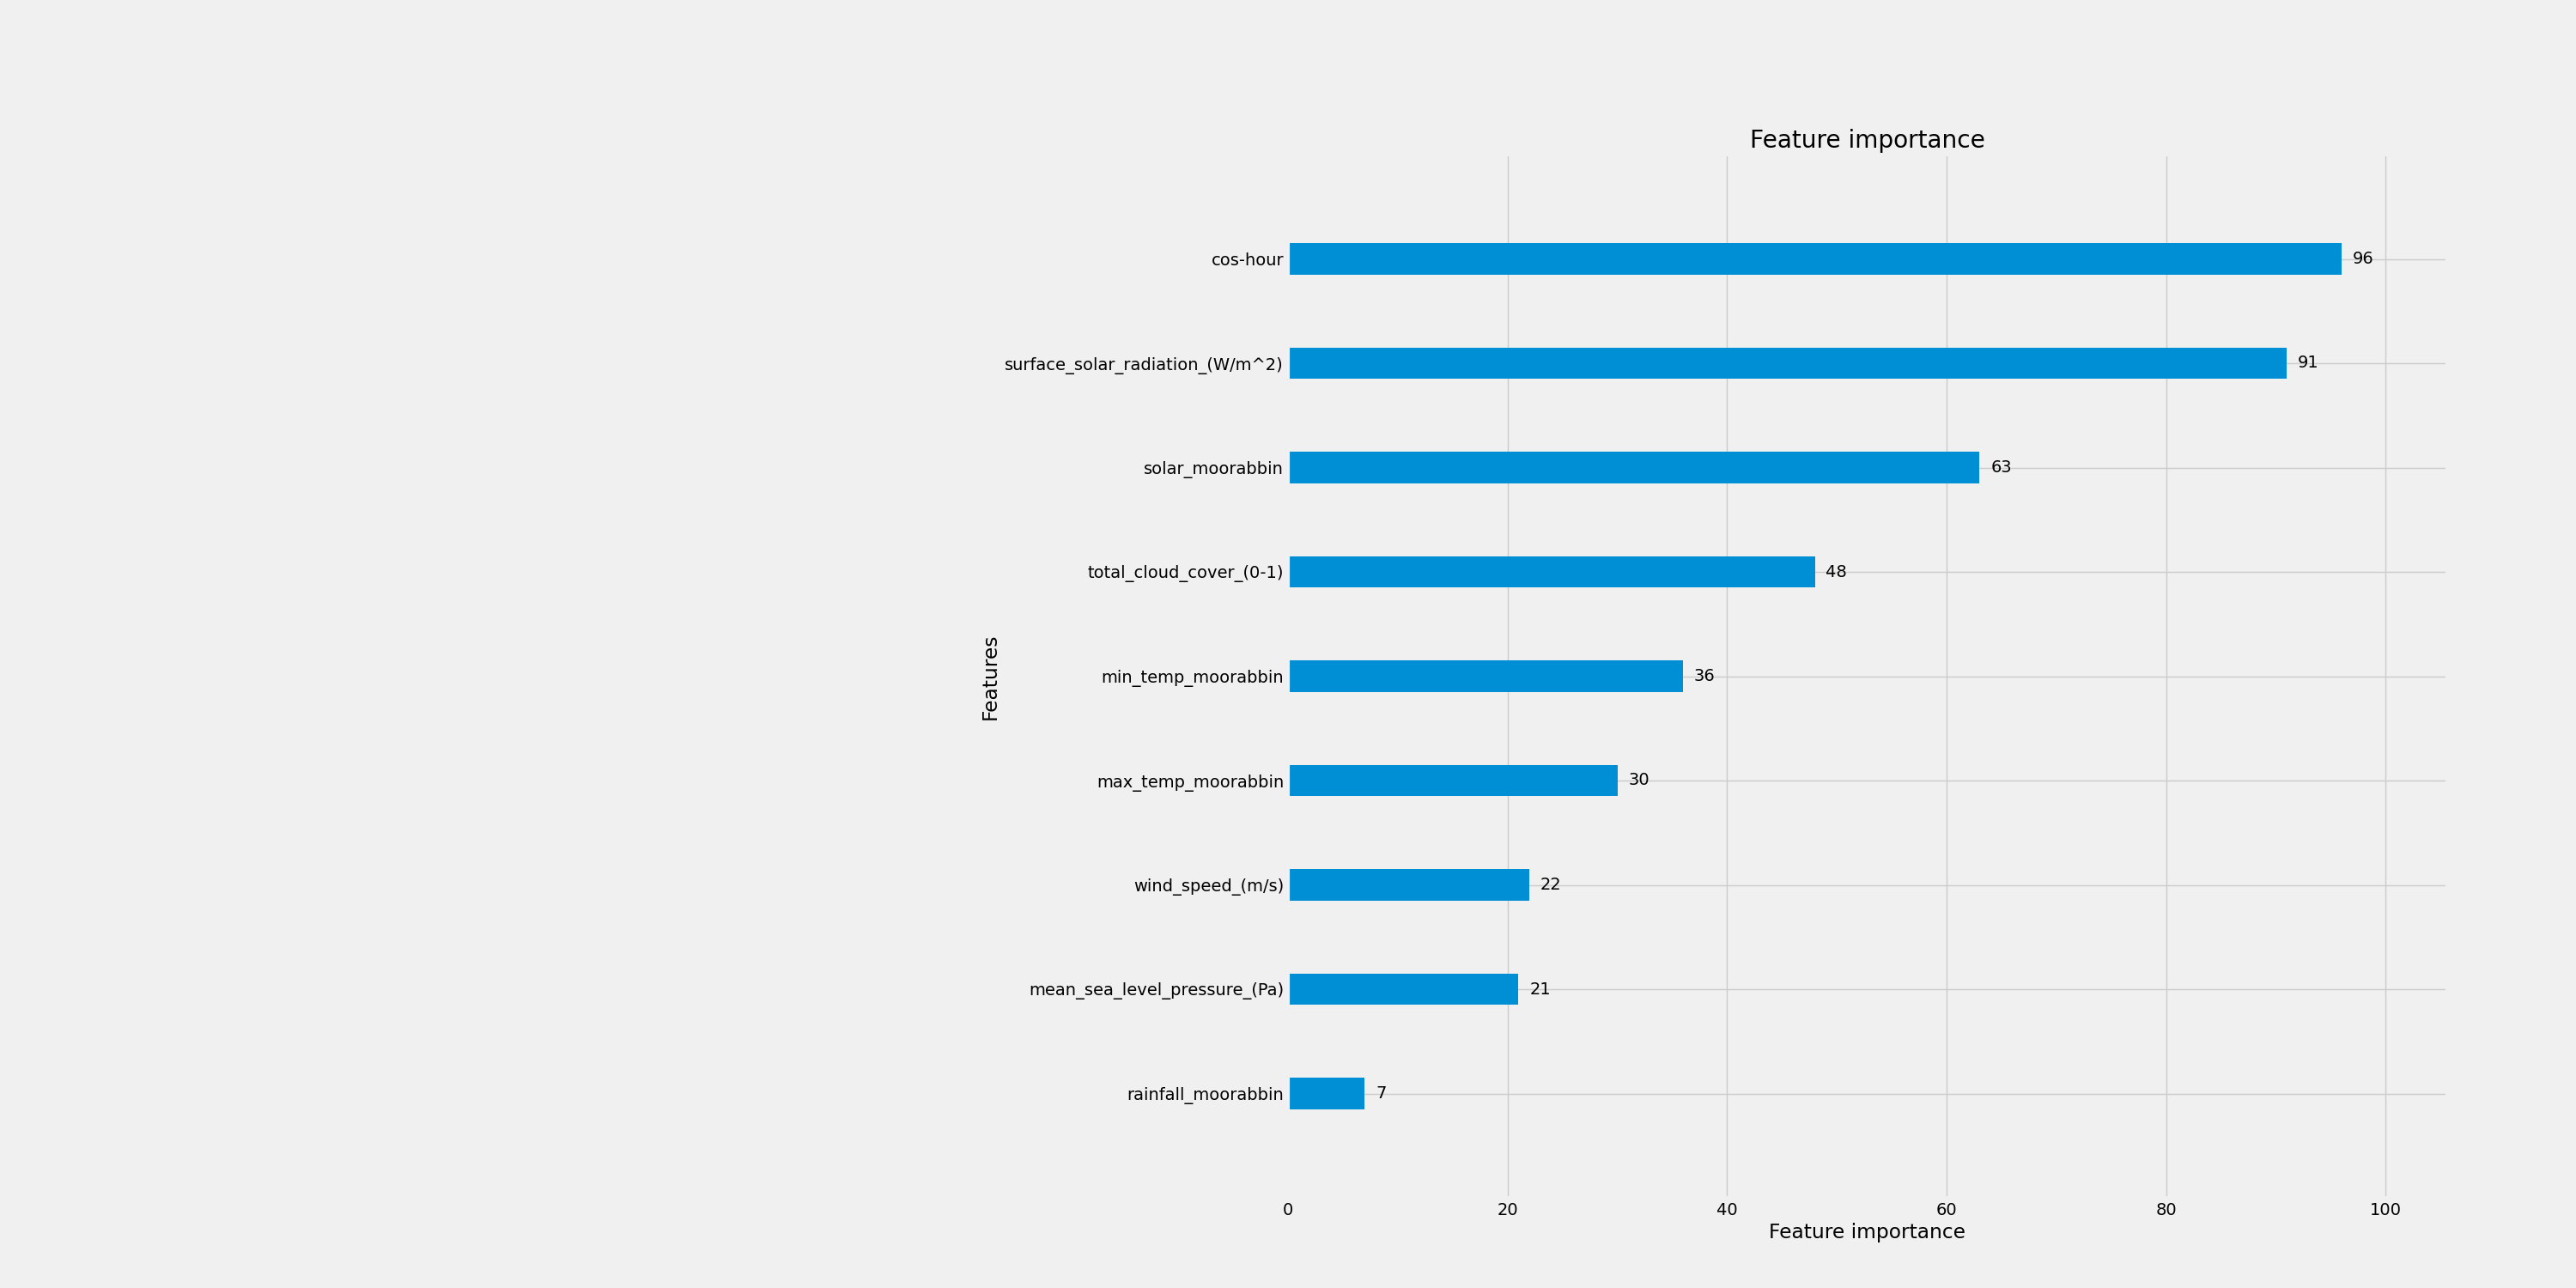 Feature importance
cos-hour 96
surface_solar_radiation_(W/m^2) 91
solar_moorabbin 63
total_cloud_cover_(0-1) 48
Features
min_temp_moorabbin 36
max_temp_moorabbin 30
wind_speed_(m/s) 22
mean_sea_level_pressure_(Pa) 21
rainfall_moorabbin 7
0 20 40 60 80 100
Feature importance